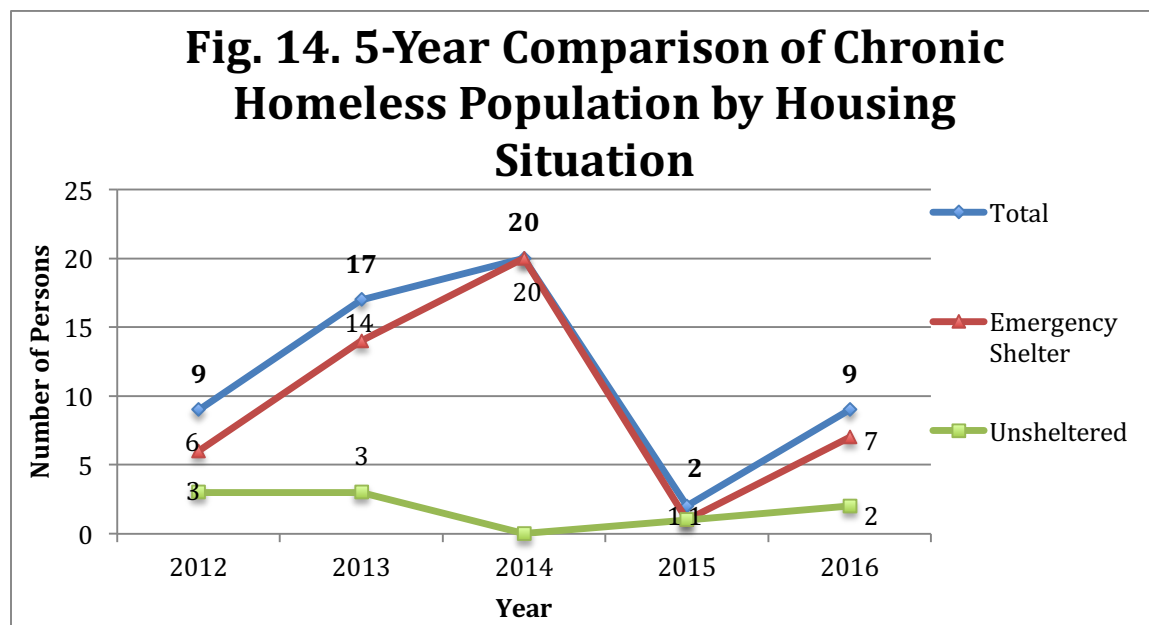 Fig. 14. 5-Year Comparison of Chronic
Homeless Population by Housing
Situation
Number of Persons
25
20
15
10
5
0
9
17
20
2
9
6
14
20
1
7
3
3
1
2
2012
2013
2014
2015
2016
Year
Total
Emergency
Shelter
Unsheltered